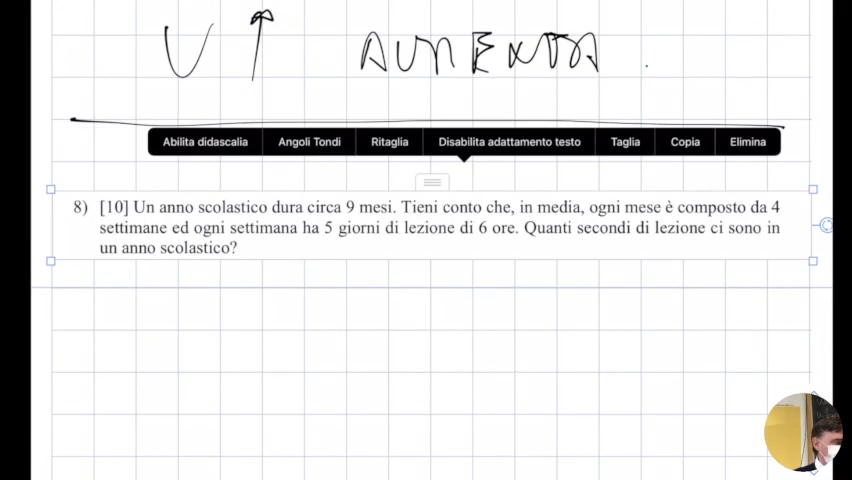 V ↑ AUMENTA .
Abilita didascalia Angoli Tondi Ritaglia Disabilita adattamento testo Taglia Copia Elimina
8) [10] Un anno scolastico dura circa 9 mesi. Tieni conto che, in media, ogni mese è composto da 4
settimane ed ogni settimana ha 5 giorni di lezione di 6 ore. Quanti secondi di lezione ci sono in
un anno scolastico?